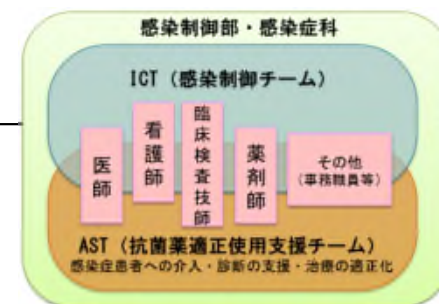 感染制御部・感染症科
ICT（感染制御チーム）
医師
看護師
臨床検査技師
薬剤師
その他
（事務職員等）
AST（抗菌薬適正使用支援チーム）
感染症患者への介入・診断の支援・治療の適正化